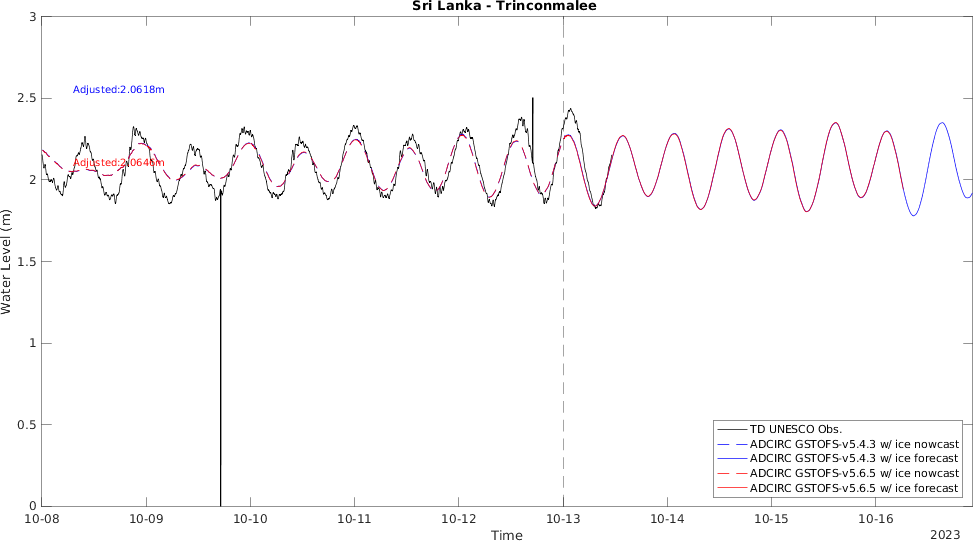 Sri Lanka - Trinconmalee
3
2.5
2
1.5
1
0.5
0
Water Level (m)
Adjusted:2.0618m
Adjusted:2.0646m
TD UNESCO Obs.
ADCIRC GSTOFS-v5.4.3 w/ ice nowcast
ADCIRC GSTOFS-v5.4.3 w/ ice forecast
ADCIRC GSTOFS-v5.6.5 w/ ice nowcast
ADCIRC GSTOFS-v5.6.5 w/ ice forecast
10-08 10-09 10-10 10-11 10-12 10-13 10-14 10-15 10-16
Time
2023